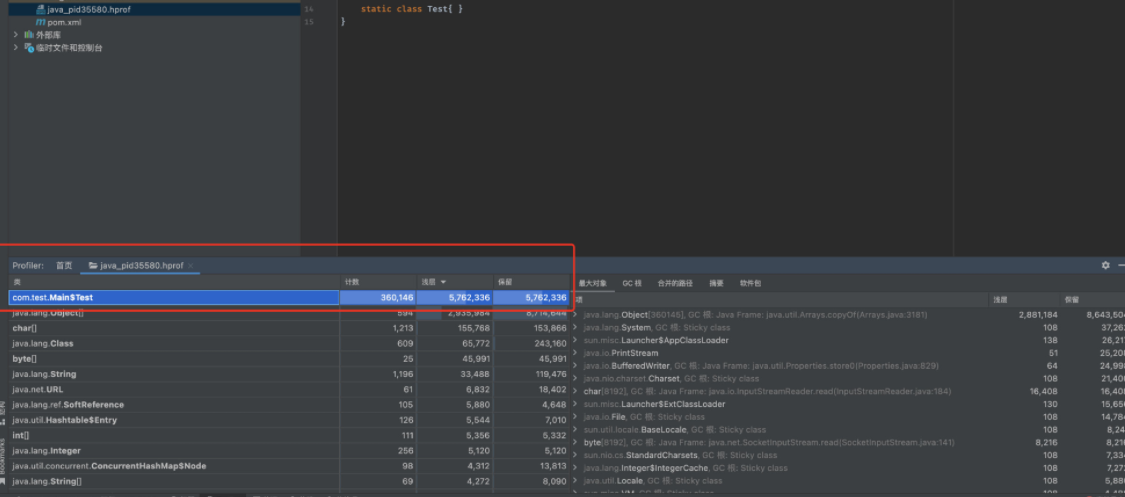 java_pid35580.hprof
pom.xml
外部库
临时文件和控制台
14 static class Test{ }
15 }
Profiler: 首页 java_pid35580.hprof
类 计数 浅层 保留
com.test.Main$Test 360,146 5,762,336 5,762,336
java.lang.Object[] 594 2,935,984 8,714,644
char[] 1,213 155,768 153,866
java.lang.Class 609 65,772 243,160
byte[] 25 45,991 45,991
java.lang.String 1,196 33,488 119,476
java.net.URL 61 6,832 18,402
java.lang.ref.SoftReference 105 5,880 4,648
java.util.Hashtable$Entry 126 5,544 7,010
int[] 111 5,356 5,332
java.lang.Integer 256 5,120 5,120
java.util.concurrent.ConcurrentHashMap$Node 98 4,312 13,813
java.lang.String[] 69 4,272 8,090
最大对象 GC 根 合并的路径 摘要 软件包
项 浅层 保留
java.lang.Object[360145], GC 根: Java Frame: java.util.Arrays.copyOf(Arrays.java:3181) 2,881,184 8,643,504
java.lang.System, GC 根: Sticky class 108 37,26
sun.misc.Launcher$AppClassLoader 138 26,21
java.io.PrintStream 51 25,20
java.io.BufferedWriter, GC 根: Java Frame: java.util.Properties.store0(Properties.java:829) 64 24,99
java.nio.charset.Charset, GC 根: Sticky class 108 21,40
char[8192], GC 根: Java Frame: java.io.InputStreamReader.read(InputStreamReader.java:184) 16,408 16,40
sun.misc.Launcher$ExtClassLoader 130 15,65
java.io.File, GC 根: Sticky class 108 14,78
sun.util.locale.BaseLocale, GC 根: Sticky class 108 8,24
byte[8192], GC 根: Java Frame: java.net.SocketInputStream.read(SocketInputStream.java:141) 8,216 8,21
sun.nio.cs.StandardCharsets, GC 根: Sticky class 108 7,33
java.lang.Integer$IntegerCache, GC 根: Sticky class 108 7,27
java.util.Locale, GC 根: Sticky class 108 5,88
Bookmarks